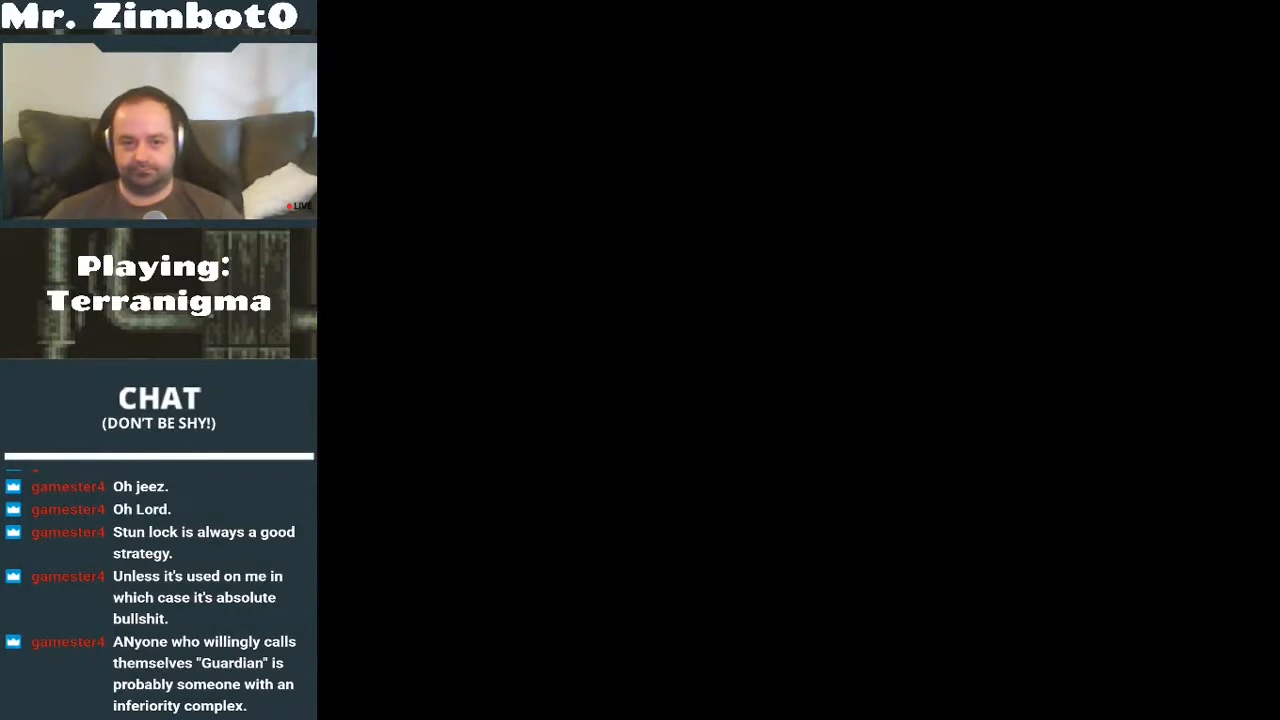 Mr. Zimbot0
LIVE
Playing:
Terranigma
CHAT
(DON'T BE SHY!)
gamester4 Oh jeez.
gamester4 Oh Lord.
gamester4 Stun lock is always a good
strategy.
gamester4 Unless it's used on me in
which case it's absolute
bullshit.
gamester4 ANyone who willingly calls
themselves "Guardian" is
probably someone with an
inferiority complex.